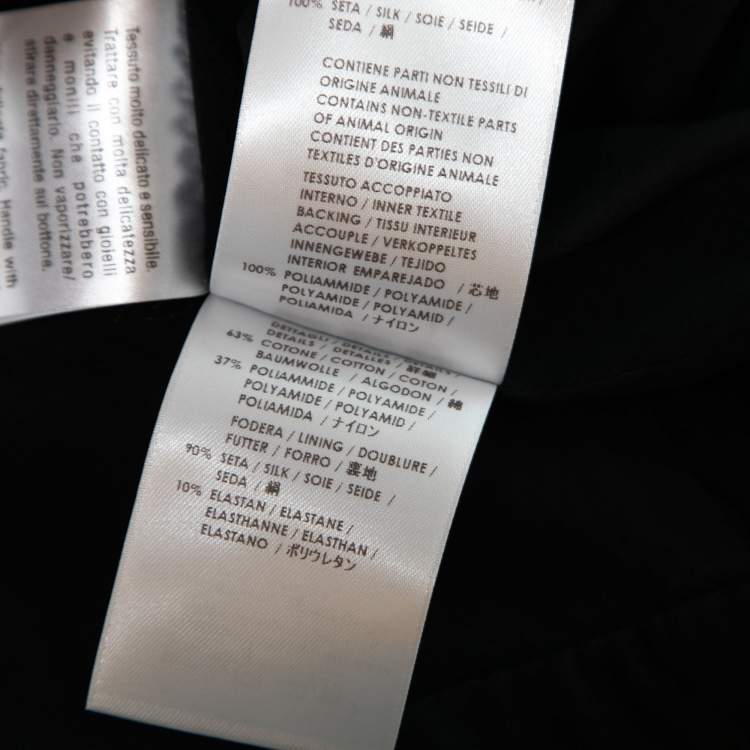 100% SETA / SILK / SOIE / SEIDE /
SEDA / 絹
CONTIENE PARTI NON TESSILI DI
ORIGINE ANIMALE
CONTAINS NON-TEXTILE PARTS
OF ANIMAL ORIGIN
CONTIENT DES PARTIES NON
TEXTILES D'ORIGINE ANIMALE
TESSUTO ACCOPPIATO
INTERNO / INNER TEXTILE
BACKING / TISSU INTERIEUR
ACCOUPLE / VERKOPPELTES
INNENGEWEBE / TEJIDO
INTERIOR EMPAREJADO / 芯地
100% POLIAMMIDE / POLYAMIDE /
POLYAMIDE / POLYAMID /
POLIAMIDA / ナイロン
DETTAGLI /
DETAILS / DETALLES / 詳細
63% COTONE / COTTON / COTON /
BAUMWOLLE / ALGODON / 綿
37% POLIAMMIDE / POLYAMIDE /
POLYAMIDE / POLYAMID /
POLIAMIDA / ナイロン
FODERA / LINING / DOUBLURE /
FUTTER / FORRO / 裏地
90% SETA / SILK / SOIE / SEIDE /
SEDA / 絹
10% ELASTAN / ELASTANE /
ELASTHANNE / ELASTHAN /
ELASTANO / ポリウレタン
Tessuto molto delicato e sensibile.
Trattare con molta delicatezza
evitando il contatto con gioielli
e monili che potrebbero
danneggiarlo. Non vaporizzare/
stirare direttamente sul bottone.
fabric. Handle with